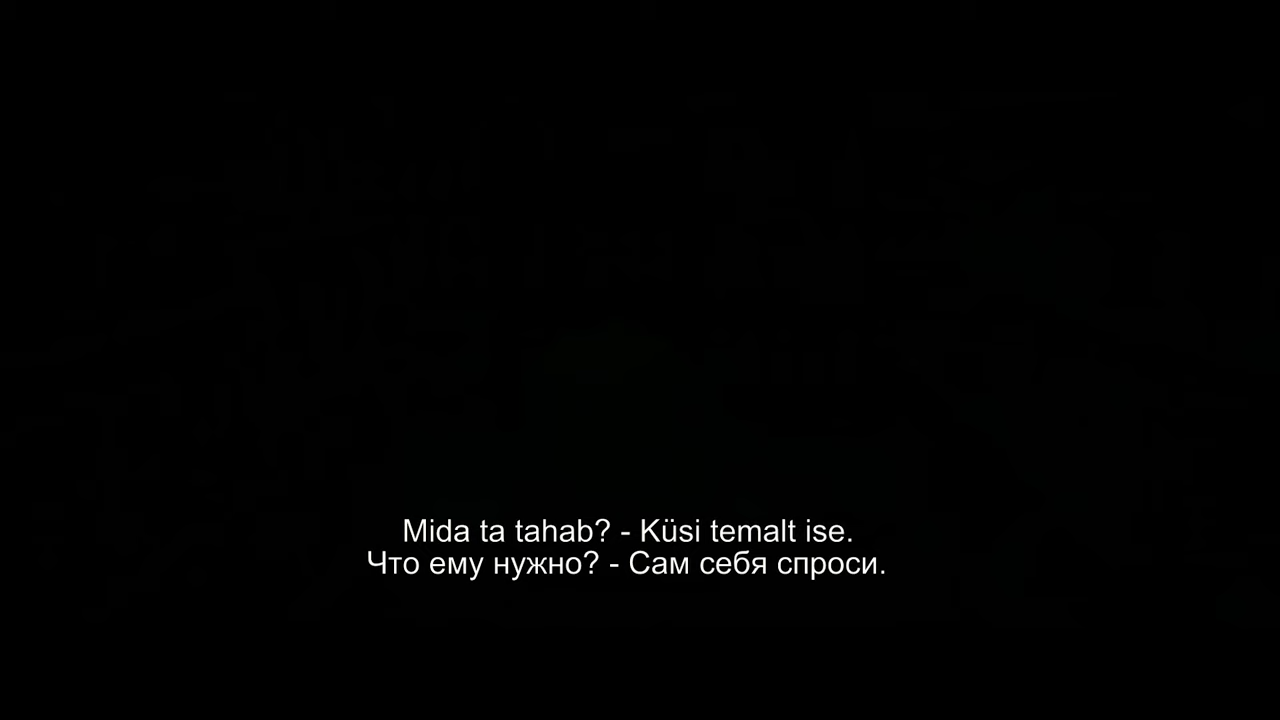 Mida ta tahab? - Küsi temalt ise.
Что ему нужно? - Сам себя спроси.